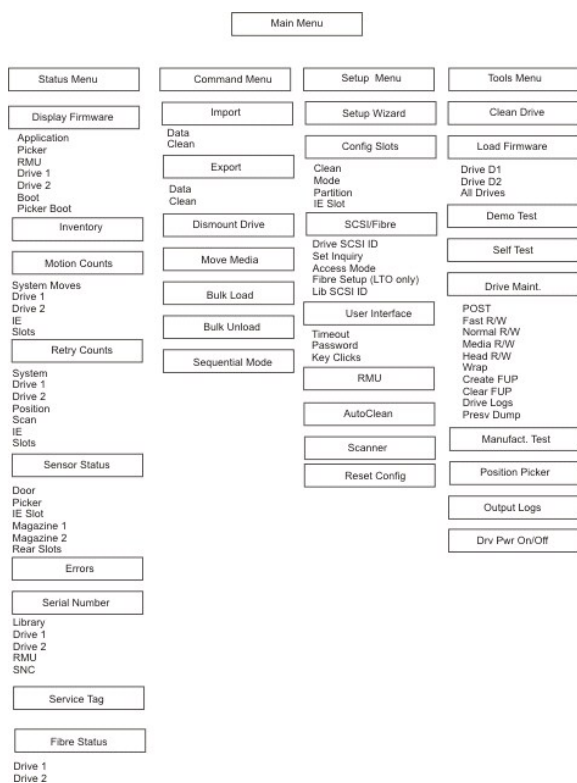 Main Menu
Status Menu
Display Firmware
Application
Picker
RMU
Drive 1
Drive 2
Boot
Picker Boot
Inventory
Motion Counts
System Moves
Drive 1
Drive 2
IE
Slots
Retry Counts
System
Drive 1
Drive 2
Position
Scan
IE
Slots
Sensor Status
Door
Picker
IE Slot
Magazine 1
Magazine 2
Rear Slots
Errors
Serial Number
Library
Drive 1
Drive 2
RMU
SNC
Service Tag
Fibre Status
Drive 1
Drive 2
Command Menu
Import
Data
Clean
Export
Data
Clean
Dismount Drive
Move Media
Bulk Load
Bulk Unload
Sequential Mode
Setup Menu
Setup Wizard
Config Slots
Clean
Mode
Partition
IE Slot
SCSI/Fibre
Drive SCSI ID
Set Inquiry
Access Mode
Fibre Setup (LTO only)
Lib SCSI ID
User Interface
Timeout
Password
Key Clicks
RMU
AutoClean
Scanner
Reset Config
Tools Menu
Clean Drive
Load Firmware
Drive D1
Drive D2
All Drives
Demo Test
Self Test
Drive Maint.
POST
Fast R/W
Normal R/W
Media R/W
Head R/W
Wrap
Create FUP
Clear FUP
Drive Logs
Presv Dump
Manufact. Test
Position Picker
Output Logs
Drv Pwr On/Off